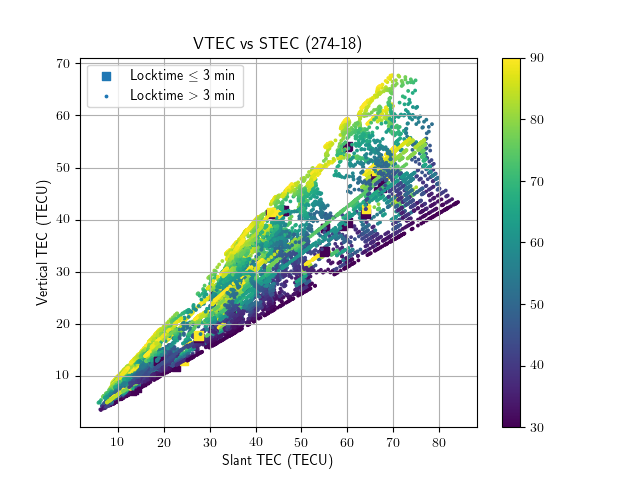 VTEC vs STEC (274-18)
Locktime ≤ 3 min
Locktime > 3 min
Vertical TEC (TECU)
70
60
50
40
30
20
10
10 20 30 40 50 60 70 80
Slant TEC (TECU)
90
80
70
60
50
40
30